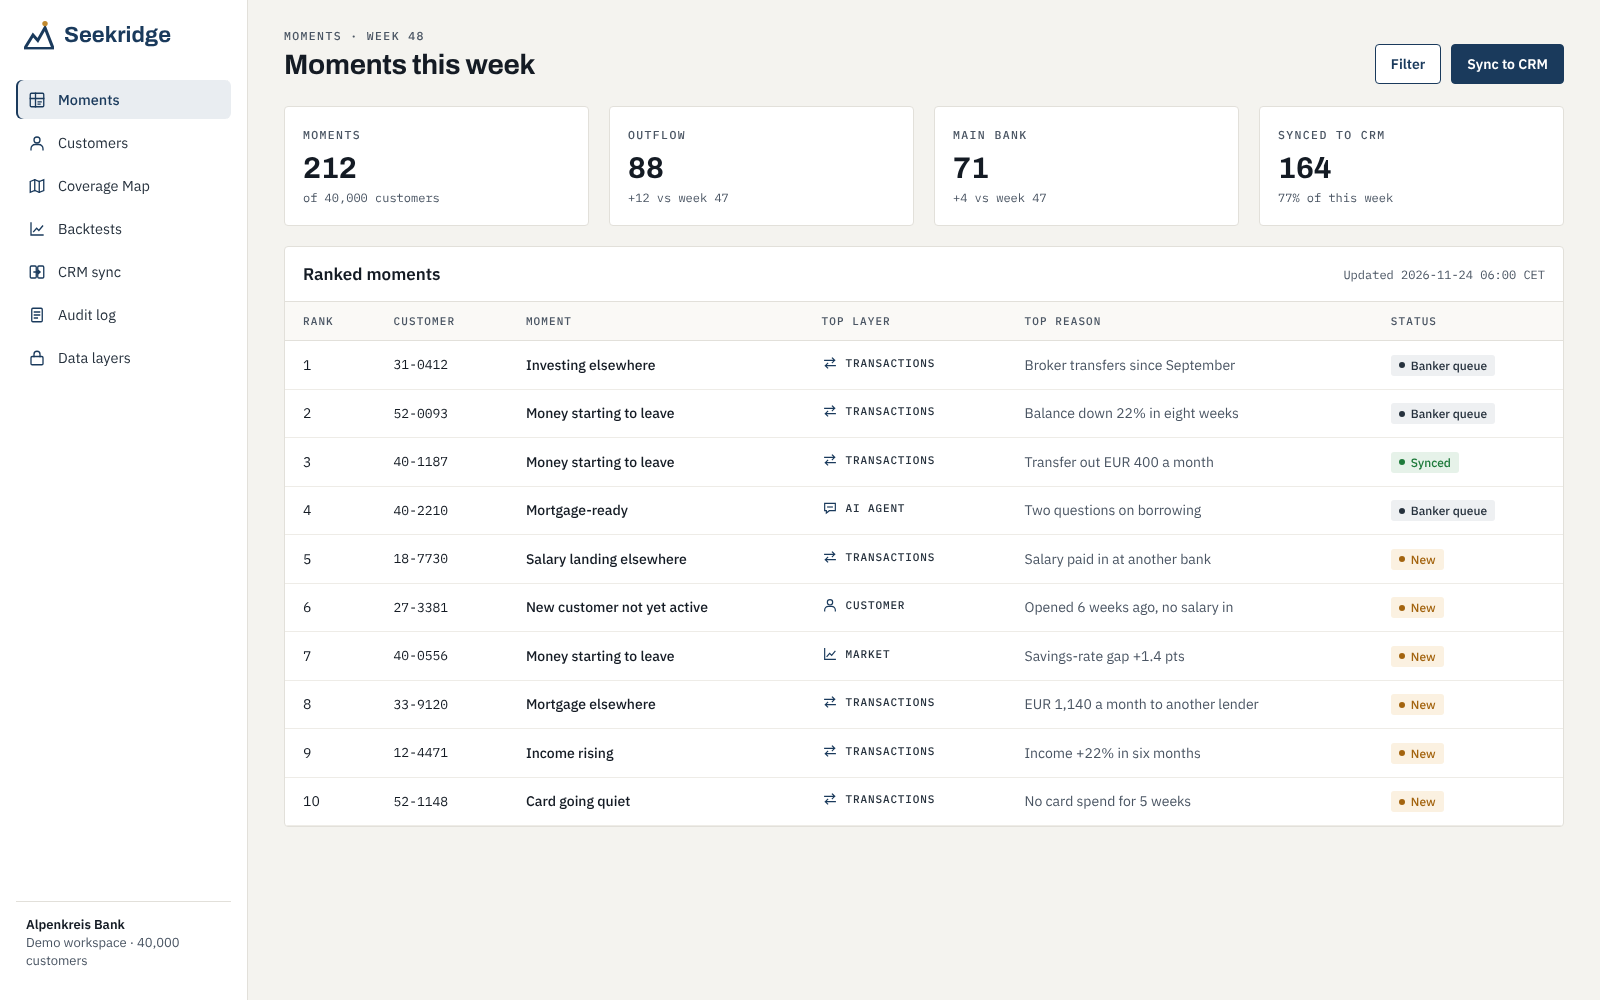 Seekridge
Moments
Customers
Coverage Map
Backtests
CRM sync
Audit log
Data layers
Alpenkreis Bank
Demo workspace · 40,000
customers
MOMENTS · WEEK 48
Moments this week
Filter
Sync to CRM
MOMENTS
212
of 40,000 customers
OUTFLOW
88
+12 vs week 47
MAIN BANK
71
+4 vs week 47
SYNCED TO CRM
164
77% of this week
Ranked moments
Updated 2026-11-24 06:00 CET
RANK CUSTOMER MOMENT TOP LAYER TOP REASON STATUS
1 31-0412 Investing elsewhere TRANSACTIONS Broker transfers since September Banker queue
2 52-0093 Money starting to leave TRANSACTIONS Balance down 22% in eight weeks Banker queue
3 40-1187 Money starting to leave TRANSACTIONS Transfer out EUR 400 a month Synced
4 40-2210 Mortgage-ready AI AGENT Two questions on borrowing Banker queue
5 18-7730 Salary landing elsewhere TRANSACTIONS Salary paid in at another bank New
6 27-3381 New customer not yet active CUSTOMER Opened 6 weeks ago, no salary in New
7 40-0556 Money starting to leave MARKET Savings-rate gap +1.4 pts New
8 33-9120 Mortgage elsewhere TRANSACTIONS EUR 1,140 a month to another lender New
9 12-4471 Income rising TRANSACTIONS Income +22% in six months New
10 52-1148 Card going quiet TRANSACTIONS No card spend for 5 weeks New